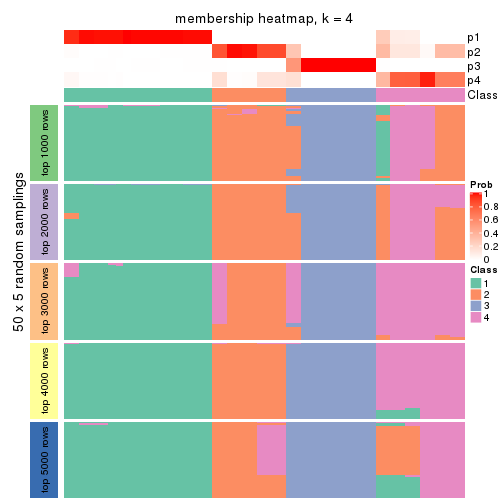 membership heatmap, k = 4
p1
p2
p3
p4
Class
50 x 5 random samplings
top 1000 rows
top 2000 rows
top 3000 rows
top 4000 rows
top 5000 rows
Prob
1
0.8
0.6
0.4
0.2
0
Class
1
2
3
4